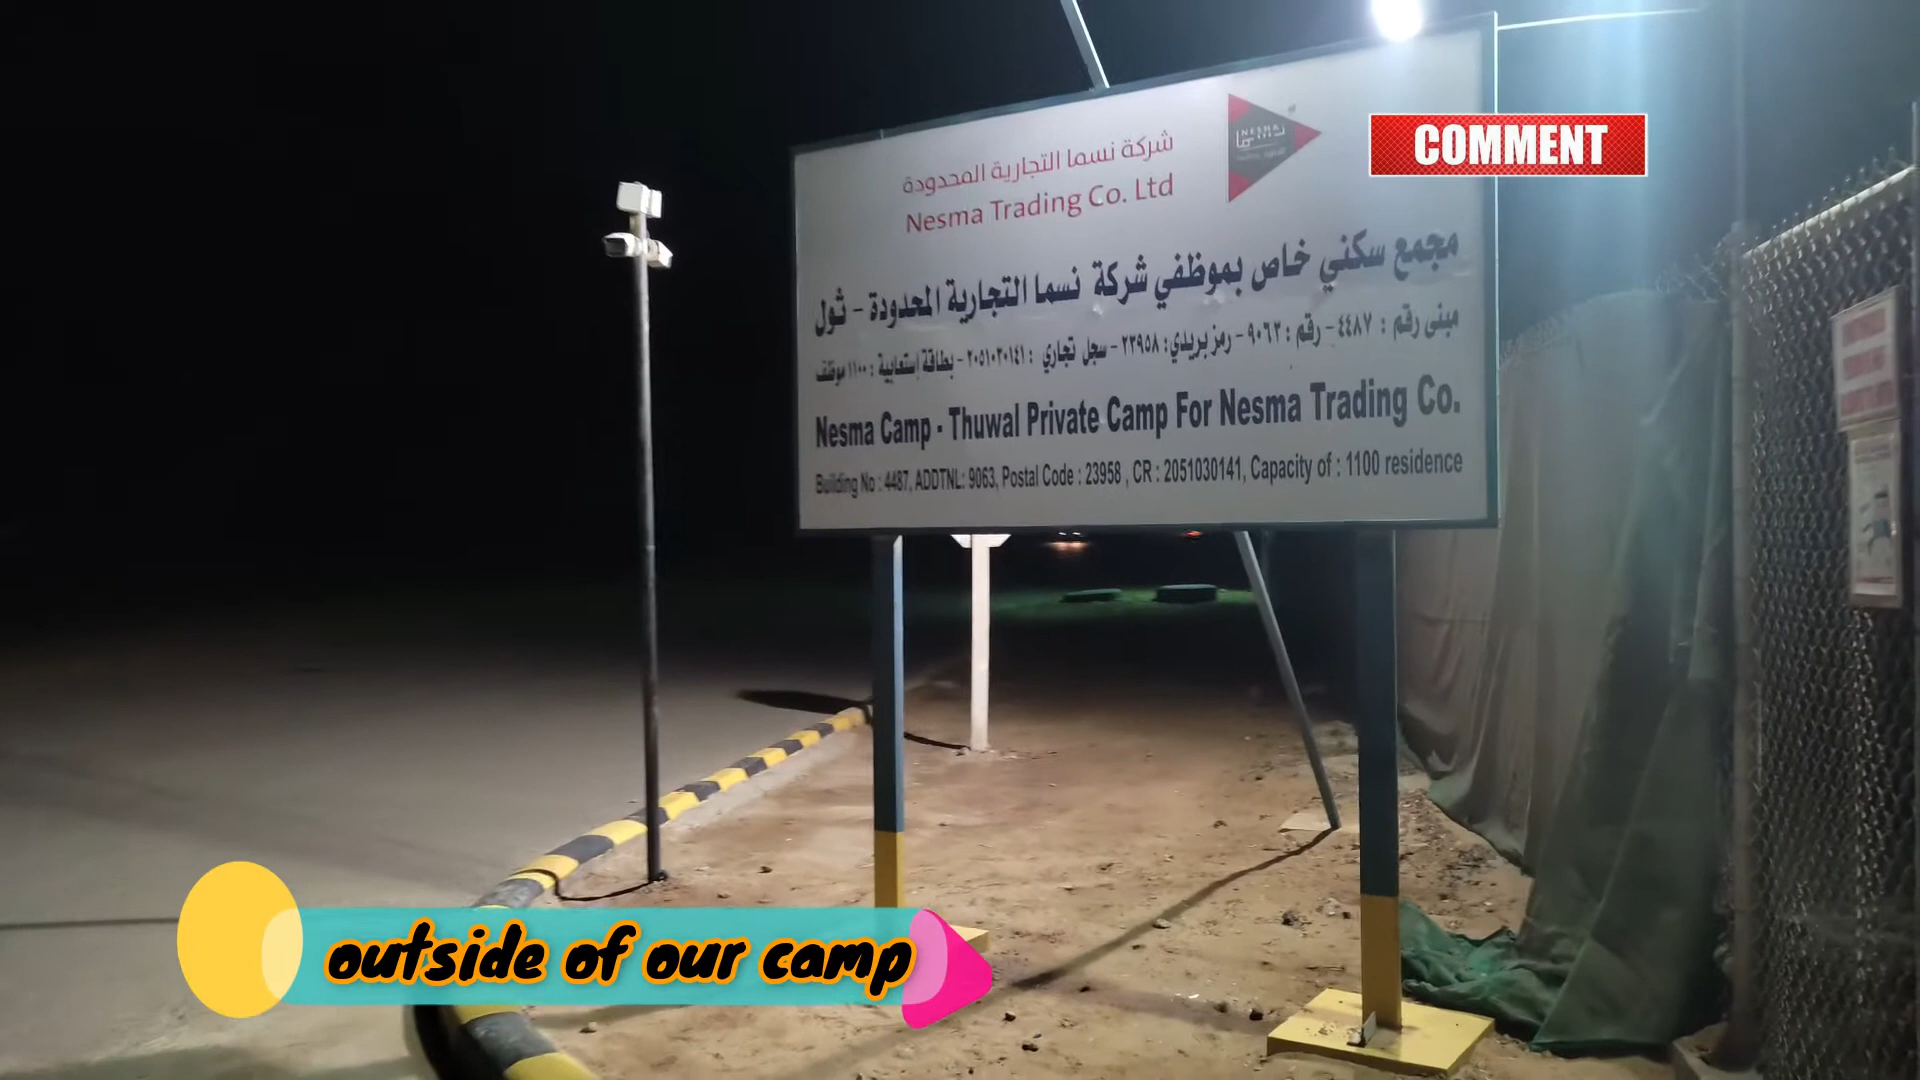 COMMENT
NESMA
نسما
شركة نسما التجارية المحدودة
Nesma Trading Co. Ltd
مجمع سكني خاص بموظفي شركة نسما التجارية المحدودة - ثول
مبنى رقم : ٤٤٨٧ - رقم : ٩٠٦٣ - رمز بريدي : ٢٣٩٥٨ - سجل تجاري : ٢٠٥١٠٣٠١٤١ - بطاقة إستعابية : ١١٠٠ موظف
Nesma Camp - Thuwal Private Camp For Nesma Trading Co.
Building No : 4487, ADDTNL: 9063, Postal Code : 23958 , CR : 2051030141, Capacity of : 1100 residence
outside of our camp